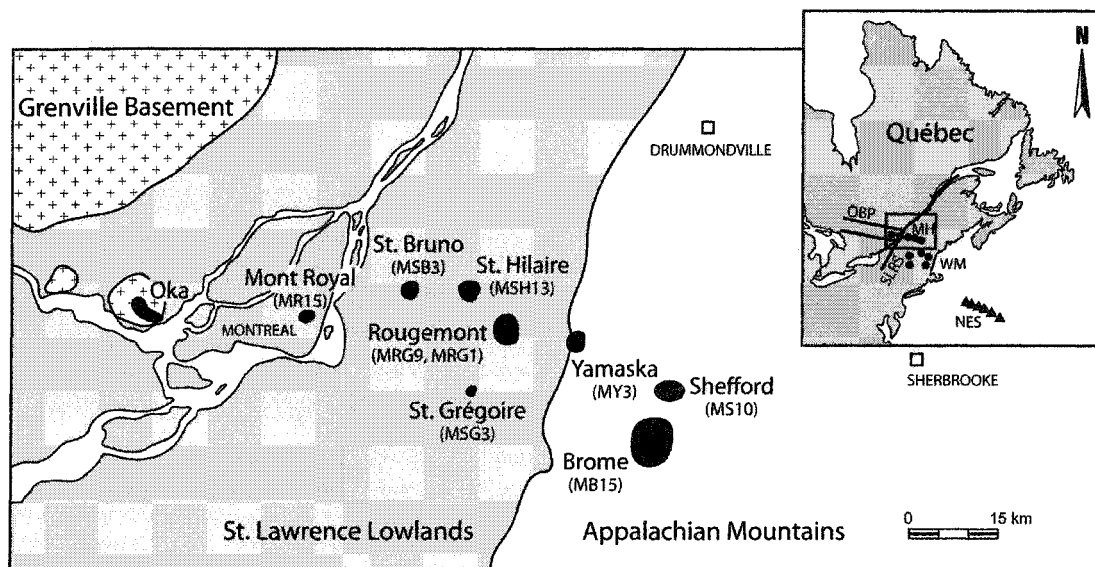 Grenville Basement
DRUMMONDVILLE
St. Bruno
(MSB3)
St. Hilaire
(MSH13)
Mont Royal
(MR15)
Oka
MONTREAL
Rougemont
(MRG9, MRG1)
Yamaska
(MY3)
Shefford
(MS10)
St. Grégoire
(MSG3)
Brome
(MB15)
St. Lawrence Lowlands
Appalachian Mountains
0 15 km
SHERBROOKE
N
Québec
OBP
MH
SLRS
WM
NES